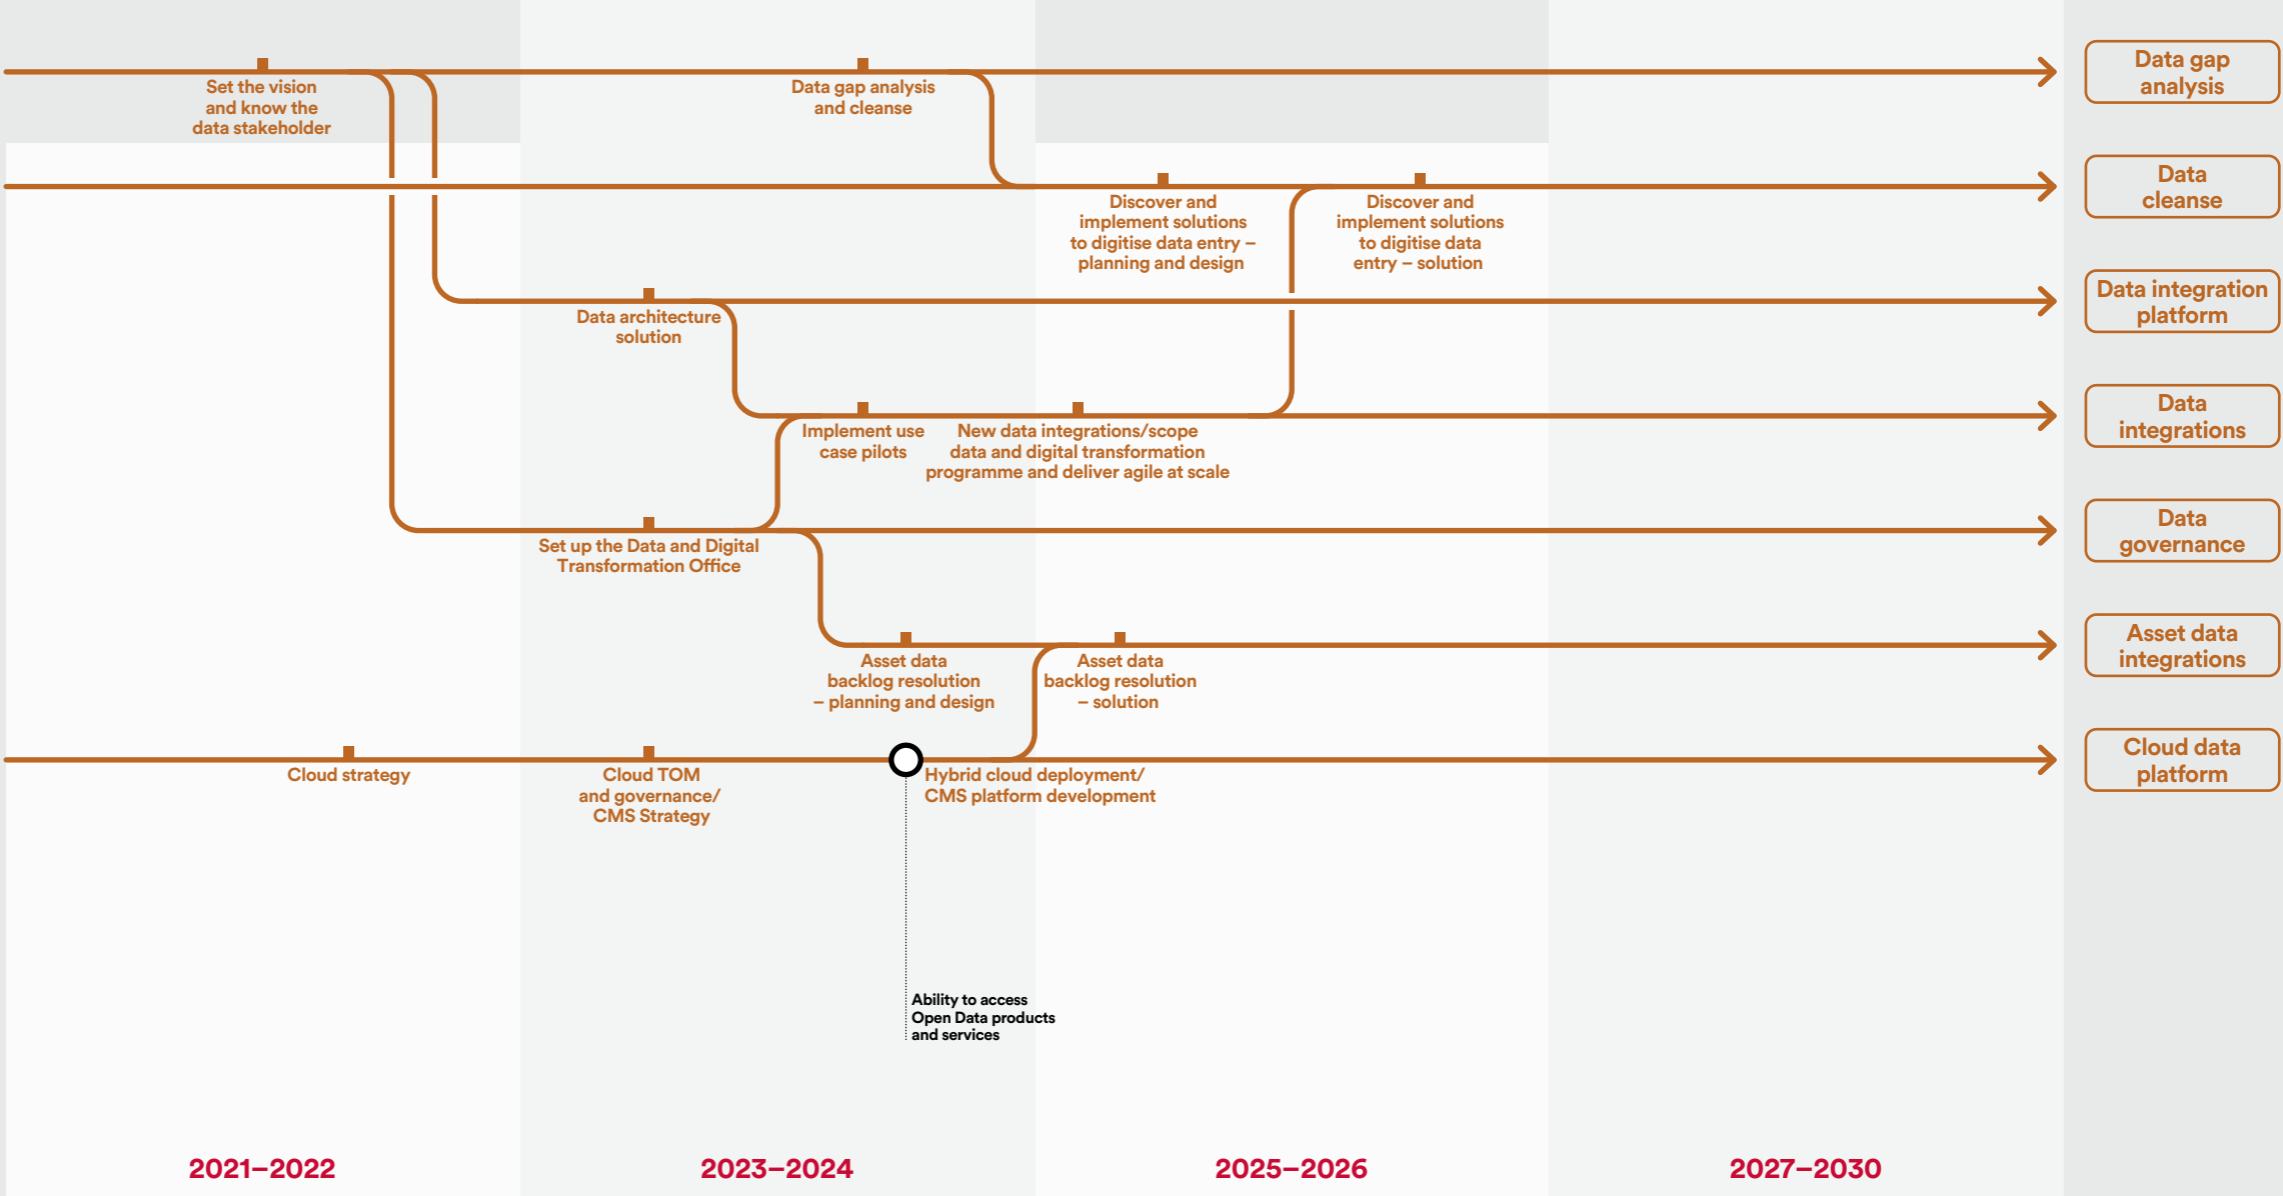 Set the vision
and know the
data stakeholder
Data gap analysis
and cleanse
Data gap
analysis
Discover and
implement solutions
to digitise data entry –
planning and design
Discover and
implement solutions
to digitise data
entry – solution
Data
cleanse
Data architecture
solution
Data integration
platform
Implement use
case pilots
New data integrations/scope
data and digital transformation
programme and deliver agile at scale
Data
integrations
Set up the Data and Digital
Transformation Office
Data
governance
Asset data
backlog resolution
– planning and design
Asset data
backlog resolution
– solution
Asset data
integrations
Cloud strategy
Cloud TOM
and governance/
CMS Strategy
Hybrid cloud deployment/
CMS platform development
Cloud data
platform
Ability to access
Open Data products
and services
2021–2022
2023–2024
2025–2026
2027–2030